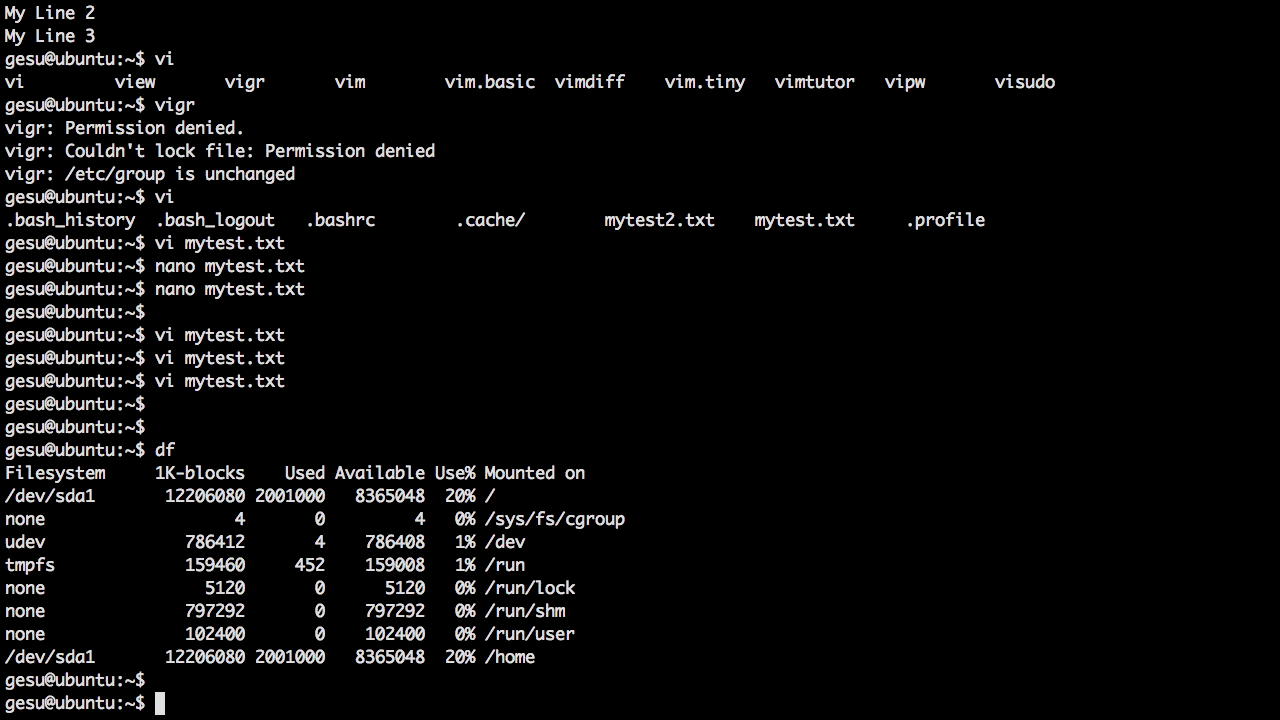 My Line 2
My Line 3
gesu@ubuntu:~$ vi
vi         view       vigr       vim        vim.basic  vimdiff    vim.tiny   vimtutor   vipw       visudo
gesu@ubuntu:~$ vigr
vigr: Permission denied.
vigr: Couldn't lock file: Permission denied
vigr: /etc/group is unchanged
gesu@ubuntu:~$ vi
.bash_history  .bash_logout   .bashrc        .cache/        mytest2.txt    mytest.txt     .profile
gesu@ubuntu:~$ vi mytest.txt
gesu@ubuntu:~$ nano mytest.txt
gesu@ubuntu:~$ nano mytest.txt
gesu@ubuntu:~$
gesu@ubuntu:~$ vi mytest.txt
gesu@ubuntu:~$ vi mytest.txt
gesu@ubuntu:~$ vi mytest.txt
gesu@ubuntu:~$
gesu@ubuntu:~$
gesu@ubuntu:~$ df
Filesystem     1K-blocks    Used Available Use% Mounted on
/dev/sda1       12206080 2001000   8365048  20% /
none                   4       0         4   0% /sys/fs/cgroup
udev              786412       4    786408   1% /dev
tmpfs             159460     452    159008   1% /run
none                5120       0      5120   0% /run/lock
none              797292       0    797292   0% /run/shm
none              102400       0    102400   0% /run/user
/dev/sda1       12206080 2001000   8365048  20% /home
gesu@ubuntu:~$
gesu@ubuntu:~$